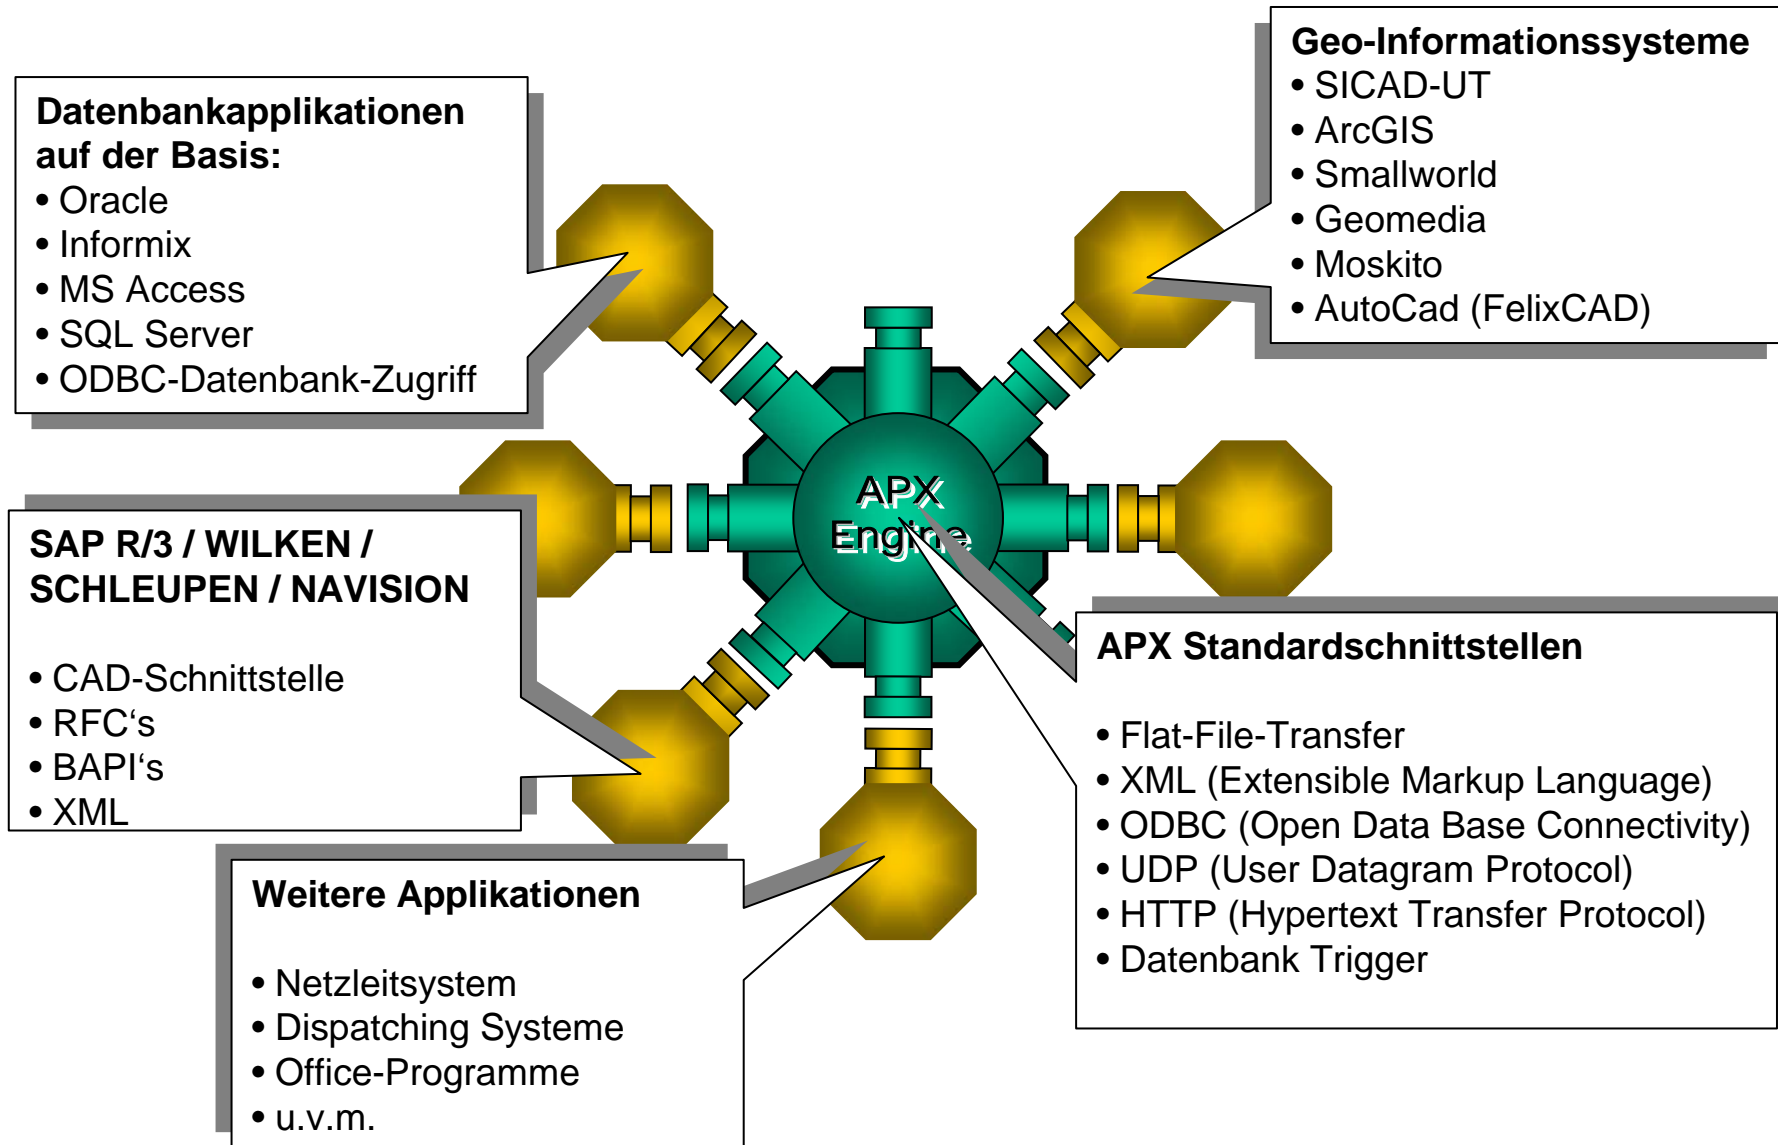 Datenbankapplikationen
auf der Basis:
• Oracle
• Informix
• MS Access
• SQL Server
• ODBC-Datenbank-Zugriff
Geo-Informationssysteme
• SICAD-UT
• ArcGIS
• Smallworld
• Geomedia
• Moskito
• AutoCad (FelixCAD)
APX
Engine
SAP R/3 / WILKEN /
SCHLEUPEN / NAVISION
• CAD-Schnittstelle
• RFC‘s
• BAPI‘s
• XML
APX Standardschnittstellen
• Flat-File-Transfer
• XML (Extensible Markup Language)
• ODBC (Open Data Base Connectivity)
• UDP (User Datagram Protocol)
• HTTP (Hypertext Transfer Protocol)
• Datenbank Trigger
Weitere Applikationen
• Netzleitsystem
• Dispatching Systeme
• Office-Programme
• u.v.m.